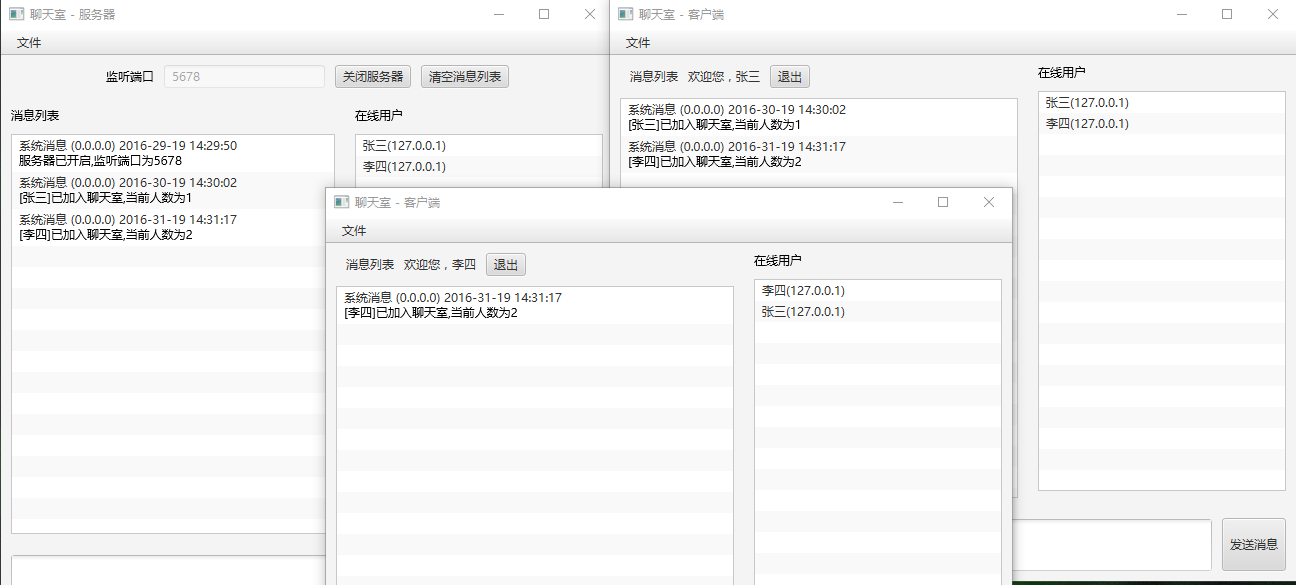 聊天室 - 服务器
文件
监听端口 5678 关闭服务器 清空消息列表
消息列表
系统消息 (0.0.0.0) 2016-29-19 14:29:50
服务器已开启,监听端口为5678
系统消息 (0.0.0.0) 2016-30-19 14:30:02
[张三]已加入聊天室,当前人数为1
系统消息 (0.0.0.0) 2016-31-19 14:31:17
[李四]已加入聊天室,当前人数为2
在线用户
张三(127.0.0.1)
李四(127.0.0.1)
聊天室 - 客户端
文件
消息列表 欢迎您，张三 退出
系统消息 (0.0.0.0) 2016-30-19 14:30:02
[张三]已加入聊天室,当前人数为1
系统消息 (0.0.0.0) 2016-31-19 14:31:17
[李四]已加入聊天室,当前人数为2
在线用户
张三(127.0.0.1)
李四(127.0.0.1)
发送消息
聊天室 - 客户端
文件
消息列表 欢迎您，李四 退出
系统消息 (0.0.0.0) 2016-31-19 14:31:17
[李四]已加入聊天室,当前人数为2
在线用户
李四(127.0.0.1)
张三(127.0.0.1)